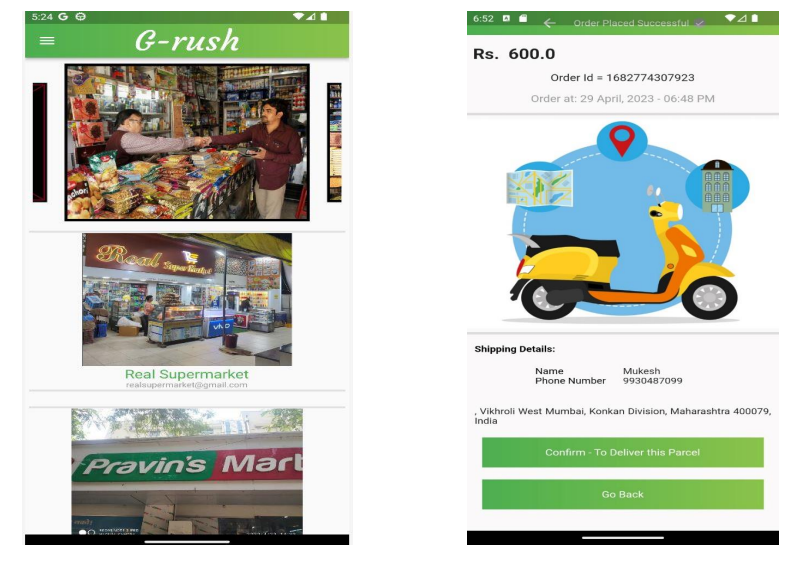 5:24 G
G-rush
Real
Super Market
vivo
Real Supermarket
realsupermarket@gmail.com
Pravin's Mart
6:52
Order Placed Successful
Rs. 600.0
Order Id = 1682774307923
Order at: 29 April, 2023 - 06:48 PM
Shipping Details:
Name Mukesh
Phone Number 9930487099
, Vikhroli West Mumbai, Konkan Division, Maharashtra 400079,
India
Confirm - To Deliver this Parcel
Go Back